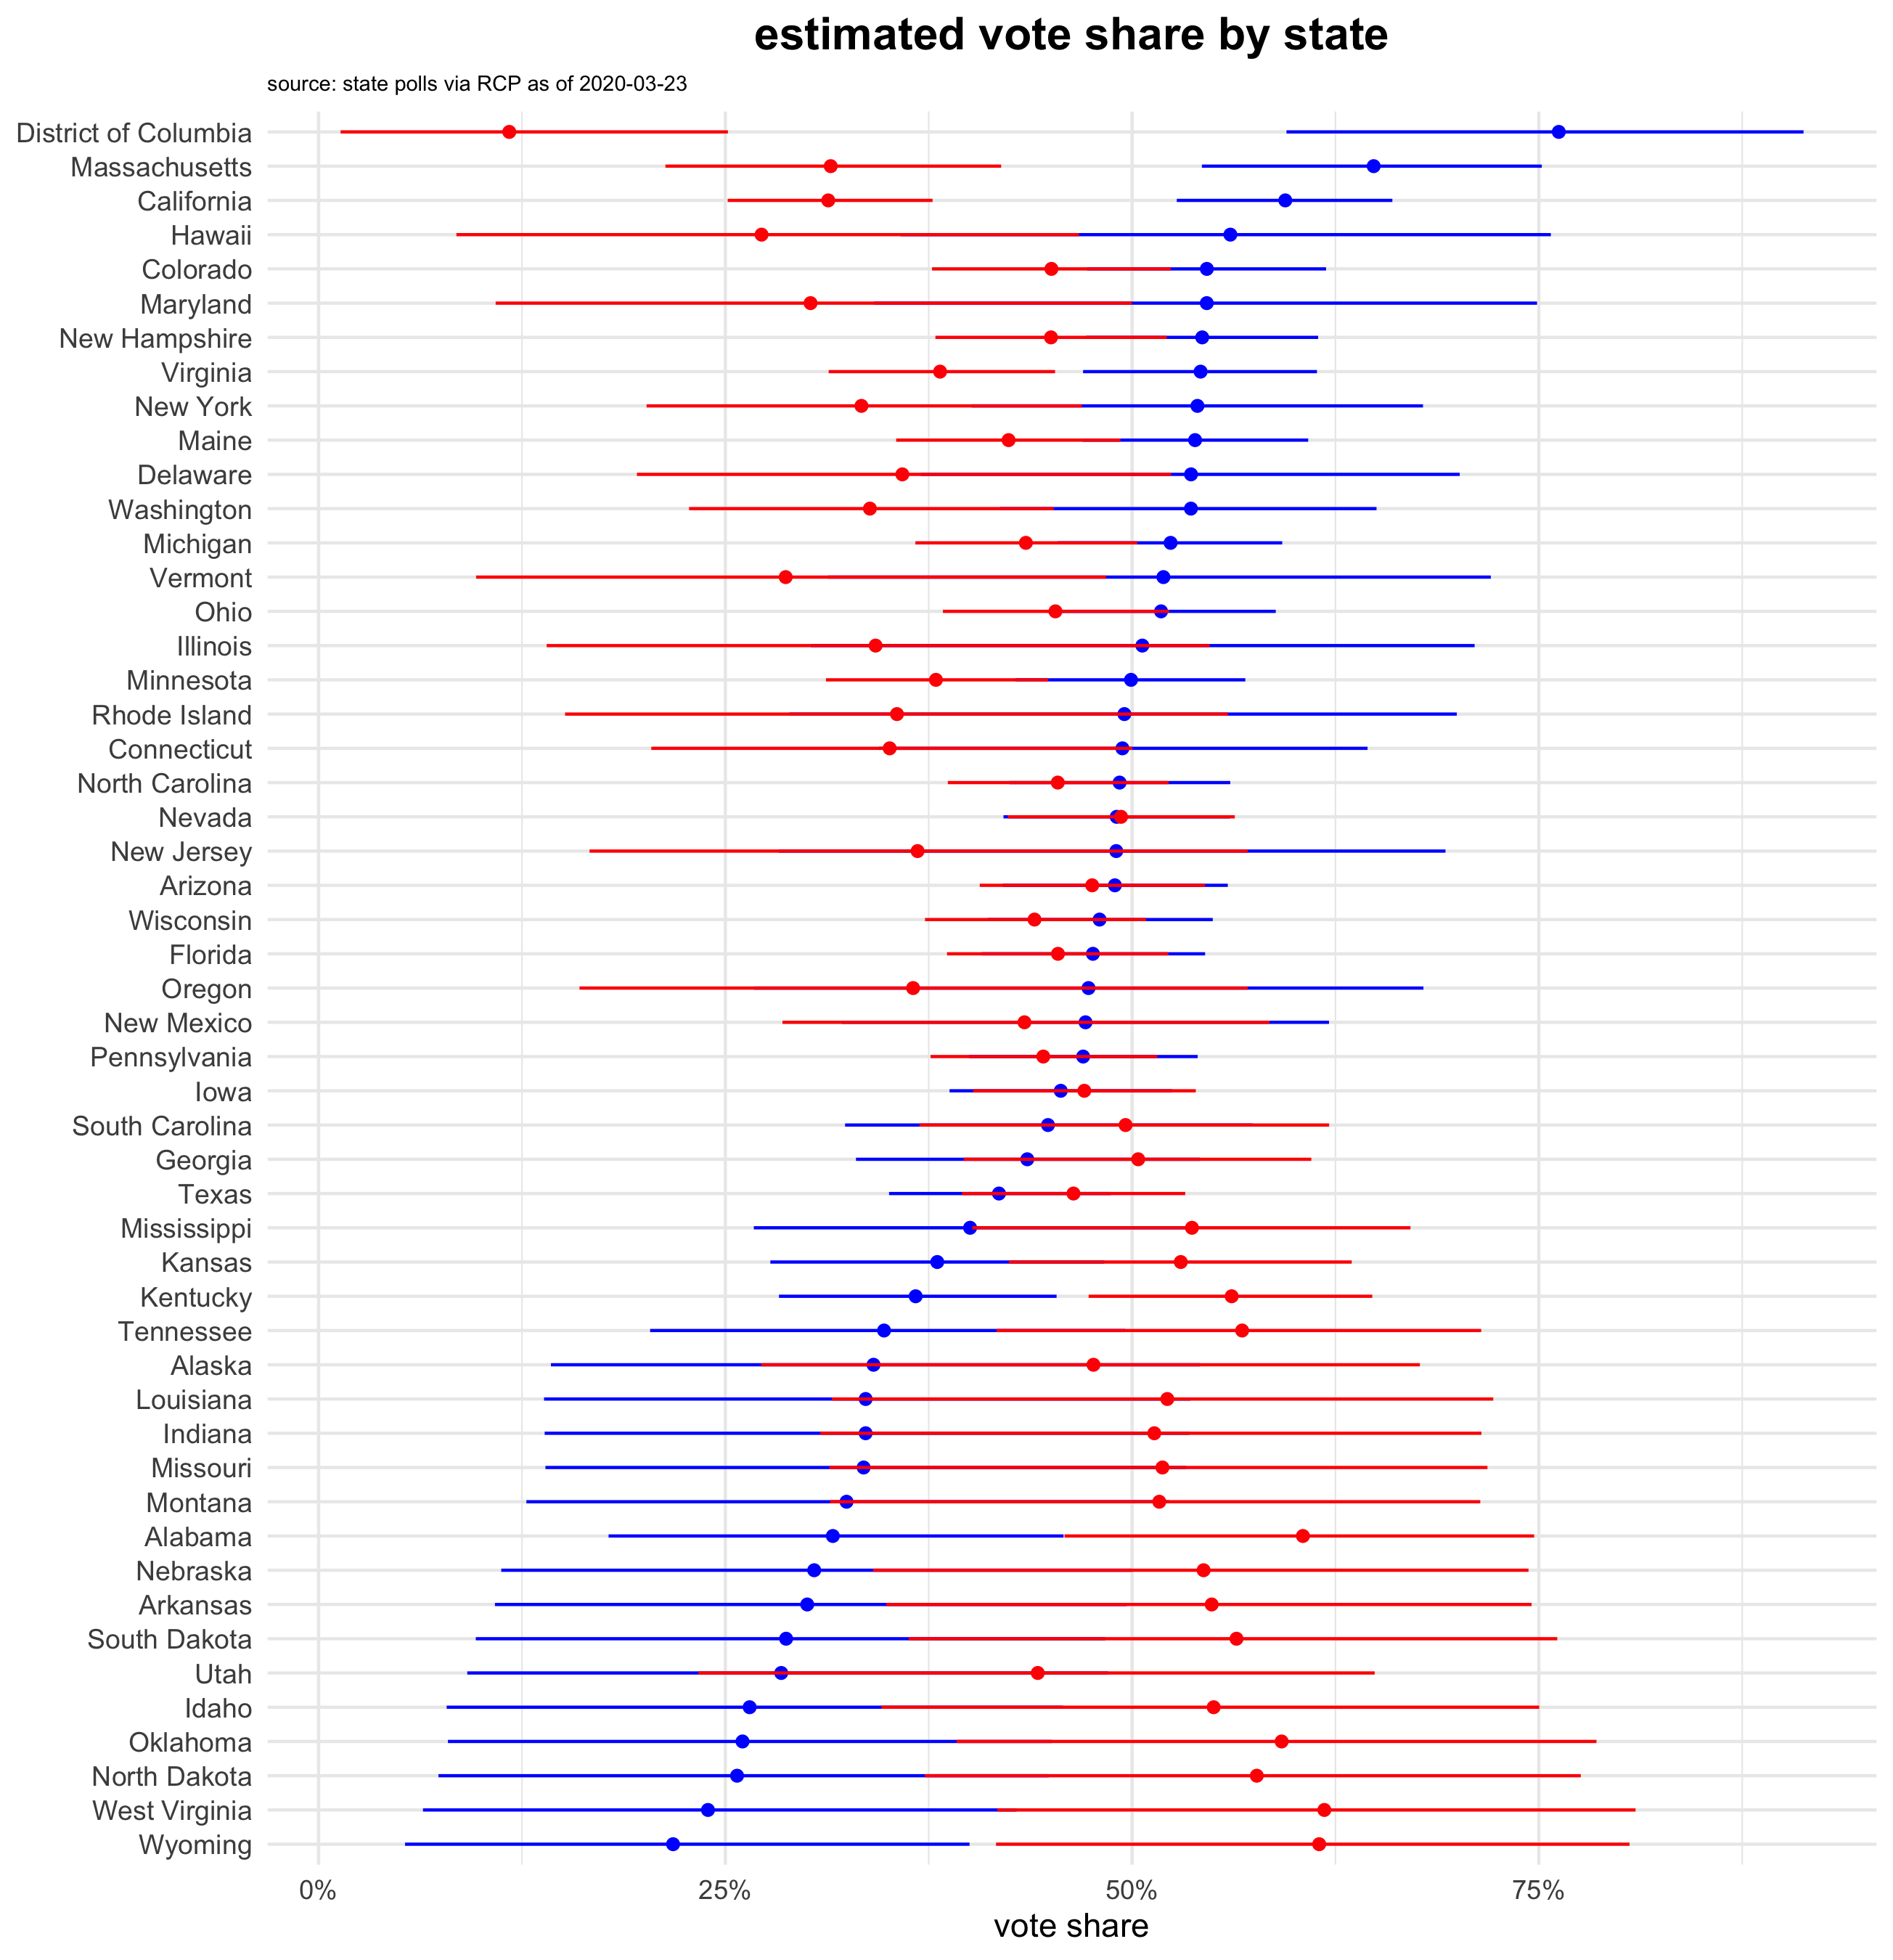 estimated vote share by state
source: state polls via RCP as of 2020-03-23
District of Columbia
Massachusetts
California
Hawaii
Colorado
Maryland
New Hampshire
Virginia
New York
Maine
Delaware
Washington
Michigan
Vermont
Ohio
Illinois
Minnesota
Rhode Island
Connecticut
North Carolina
Nevada
New Jersey
Arizona
Wisconsin
Florida
Oregon
New Mexico
Pennsylvania
Iowa
South Carolina
Georgia
Texas
Mississippi
Kansas
Kentucky
Tennessee
Alaska
Louisiana
Indiana
Missouri
Montana
Alabama
Nebraska
Arkansas
South Dakota
Utah
Idaho
Oklahoma
North Dakota
West Virginia
Wyoming
0% 25% 50% 75%
vote share